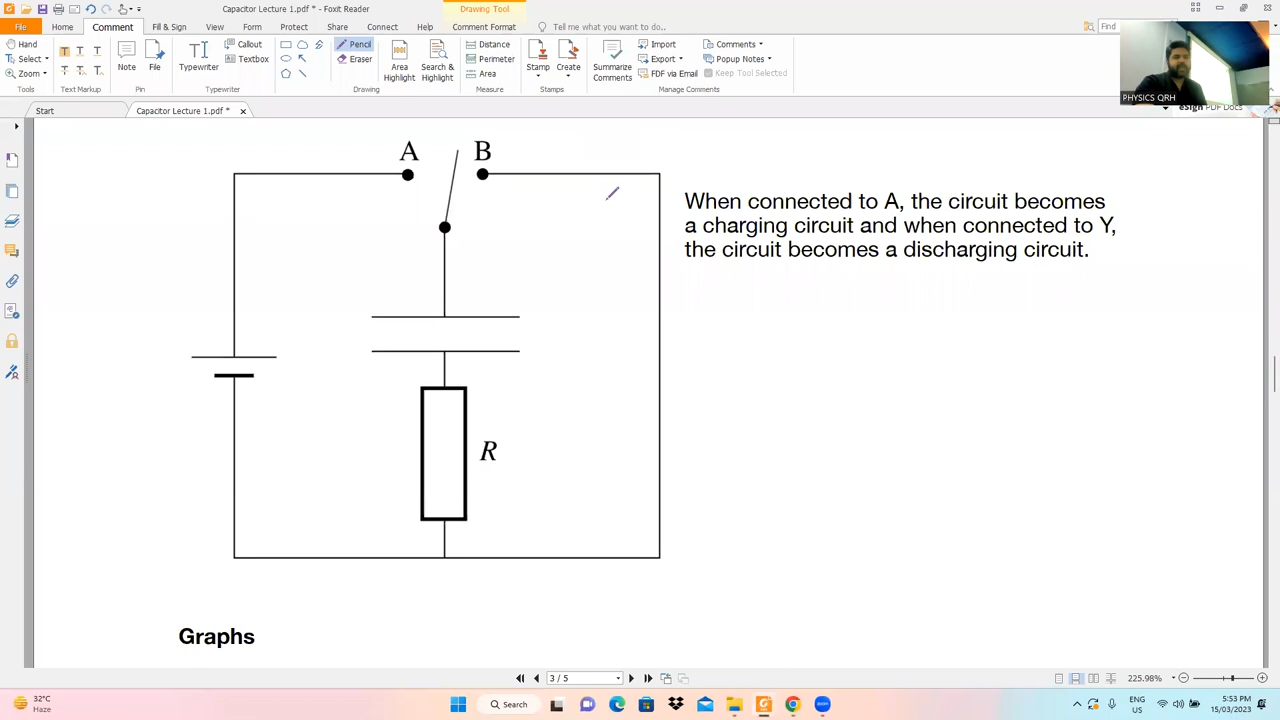 Capacitor Lecture 1.pdf * - Foxit Reader
Drawing Tool
File
Home
Comment
Fill & Sign
View
Form
Protect
Share
Connect
Help
Comment Format
Tell me what you want to do..
Find
Hand
Select
Zoom
Tools
Text Markup
Note
File
Pin
Typewriter
Callout
Textbox
Typewriter
Pencil
Eraser
Drawing
Area Highlight
Search & Highlight
Distance
Perimeter
Area
Measure
Stamp
Create
Stamps
Summarize Comments
Import
Export
FDF via Email
Comments
Popup Notes
Keep Tool Selected
Manage Comments
PHYSICS QRH
eSign PDF Docs
Start
Capacitor Lecture 1.pdf *
A
B
When connected to A, the circuit becomes
a charging circuit and when connected to Y,
the circuit becomes a discharging circuit.
R
Graphs
3 / 5
225.98%
32°C
Haze
Search
ENG
US
5:53 PM
15/03/2023